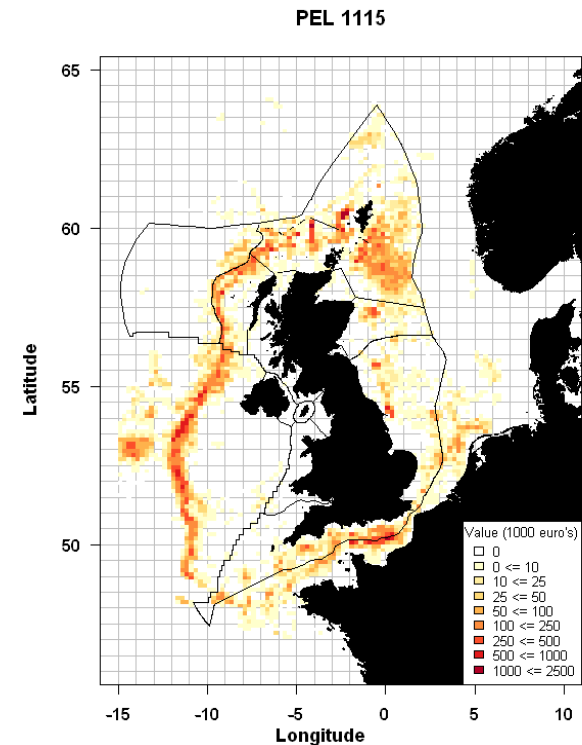 PEL 1115
65
60
55
50
Latitude
Value (1000 euro's)
0
0 <= 10
10 <= 25
25 <= 50
50 <= 100
100 <= 250
250 <= 500
500 <= 1000
1000 <= 2500
-15 -10 -5 0 5 10
Longitude